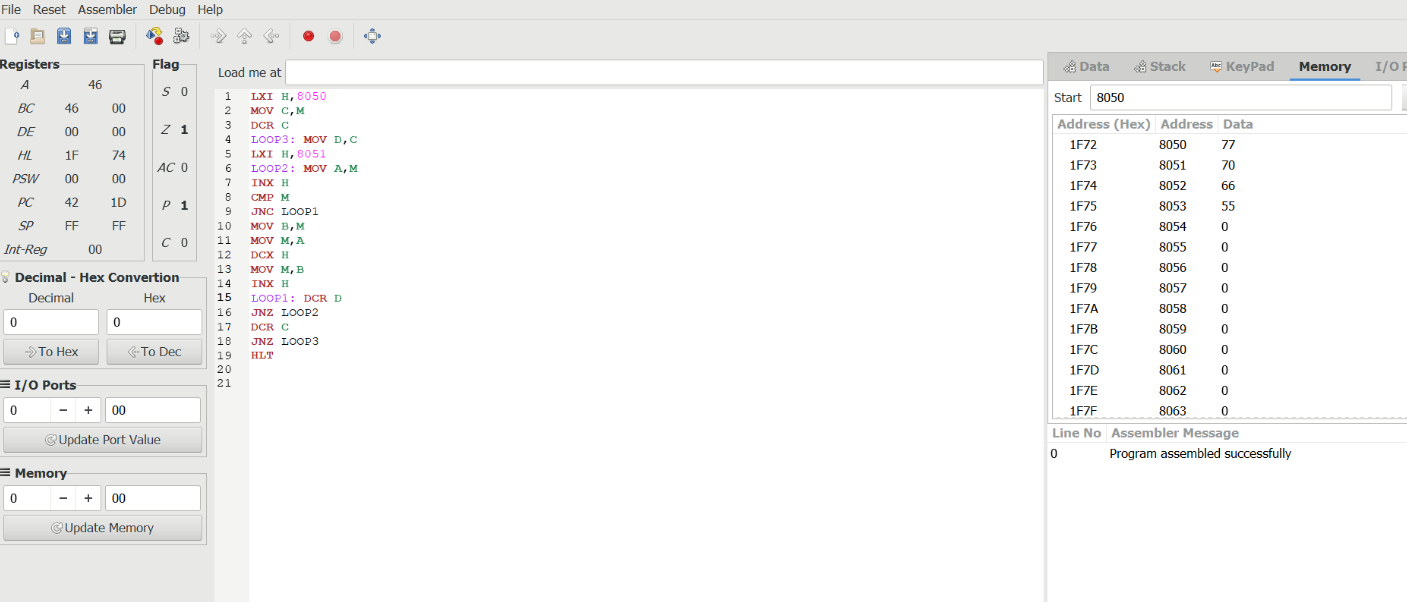 File Reset Assembler Debug Help
Registers
A 46
BC 46 00
DE 00 00
HL 1F 74
PSW 00 00
PC 42 1D
SP FF FF
Int-Reg 00
Flag
S 0
Z 1
AC 0
P 1
C 0
Decimal - Hex Convertion
Decimal Hex
0 0
To Hex To Dec
I/O Ports
0 − + 00
Update Port Value
Memory
0 − + 00
Update Memory
Load me at
1 LXI H,8050
2 MOV C,M
3 DCR C
4 LOOP3: MOV D,C
5 LXI H,8051
6 LOOP2: MOV A,M
7 INX H
8 CMP M
9 JNC LOOP1
10 MOV B,M
11 MOV M,A
12 DCX H
13 MOV M,B
14 INX H
15 LOOP1: DCR D
16 JNZ LOOP2
17 DCR C
18 JNZ LOOP3
19 HLT
20
21
Data Stack KeyPad Memory I/O
Start 8050
Address (Hex) Address Data
1F72 8050 77
1F73 8051 70
1F74 8052 66
1F75 8053 55
1F76 8054 0
1F77 8055 0
1F78 8056 0
1F79 8057 0
1F7A 8058 0
1F7B 8059 0
1F7C 8060 0
1F7D 8061 0
1F7E 8062 0
1F7F 8063 0
Line No Assembler Message
0 Program assembled successfully